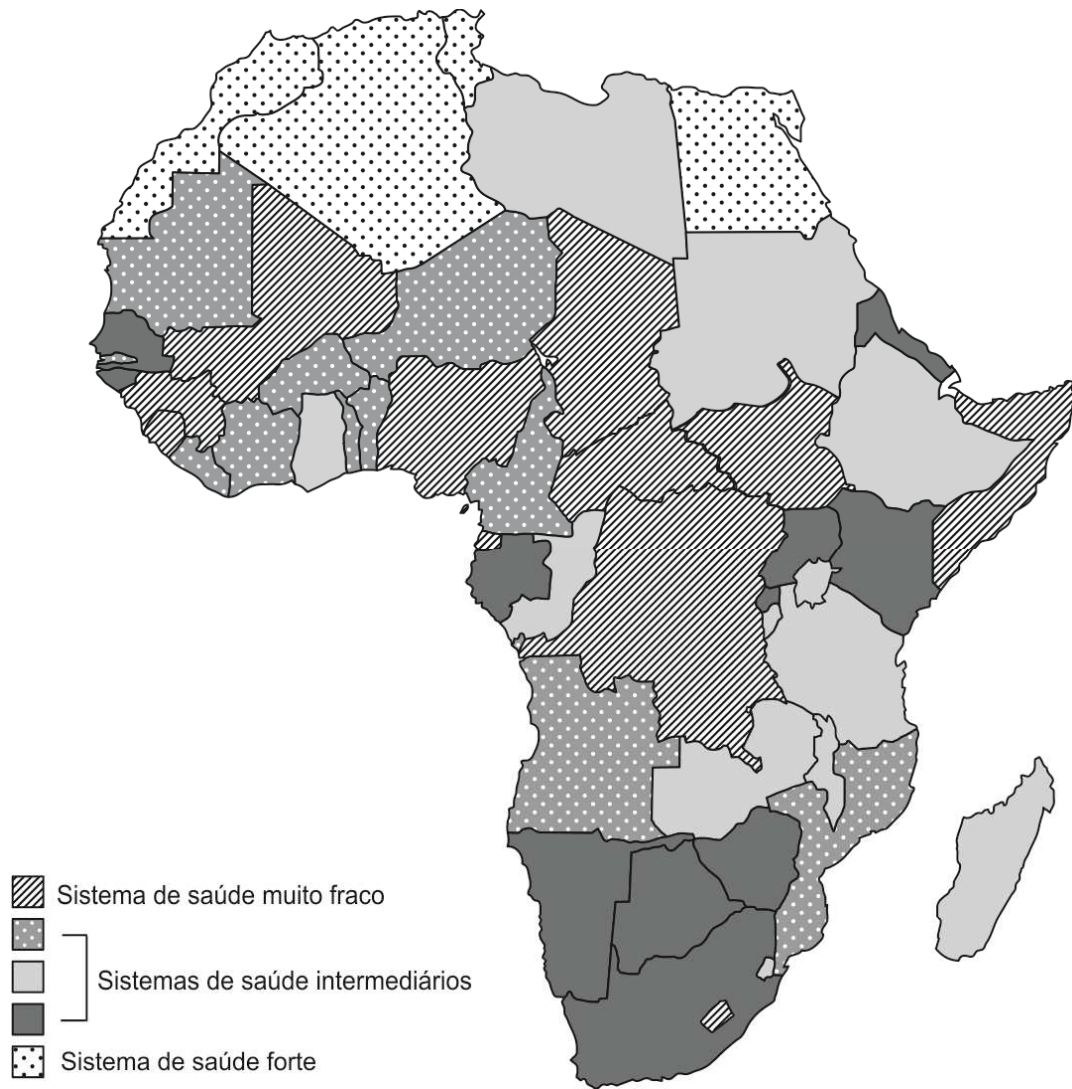 Sistema de saúde muito fraco
Sistemas de saúde intermediários
Sistema de saúde forte